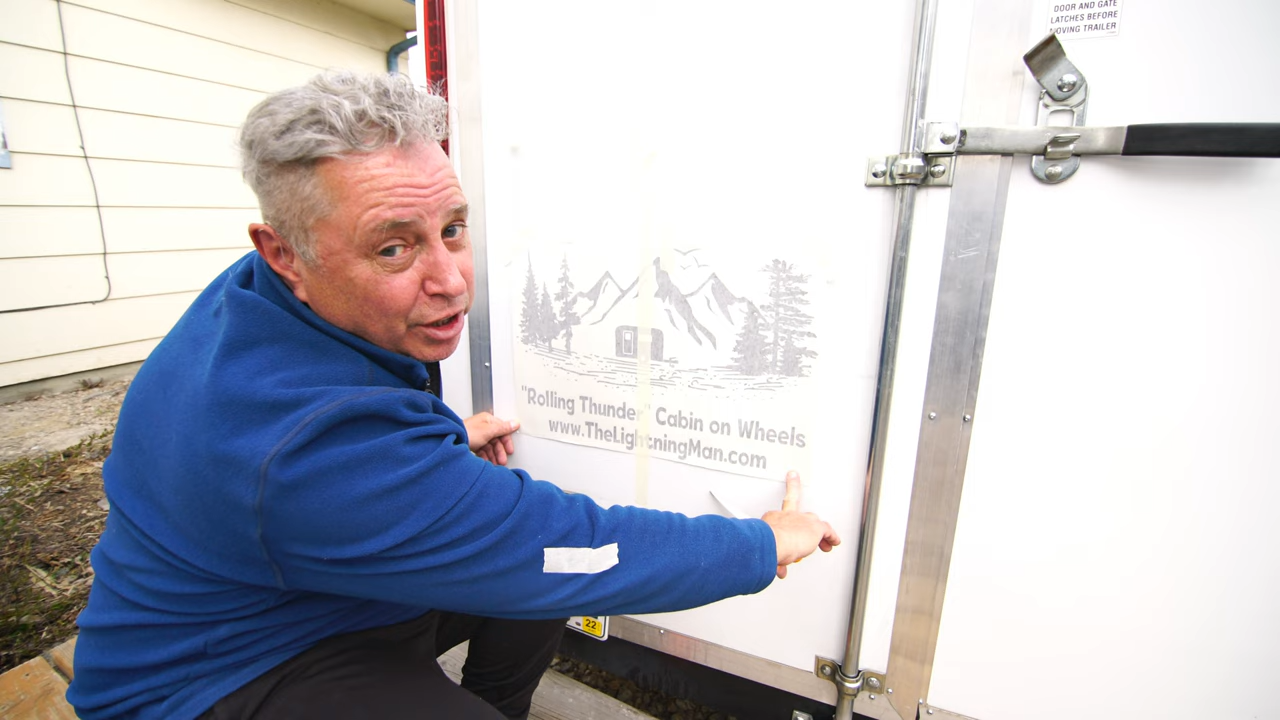 DOOR AND GATE
LATCHES BEFORE
MOVING TRAILER
"Rolling Thunder" Cabin on Wheels
www.TheLightningMan.com
22